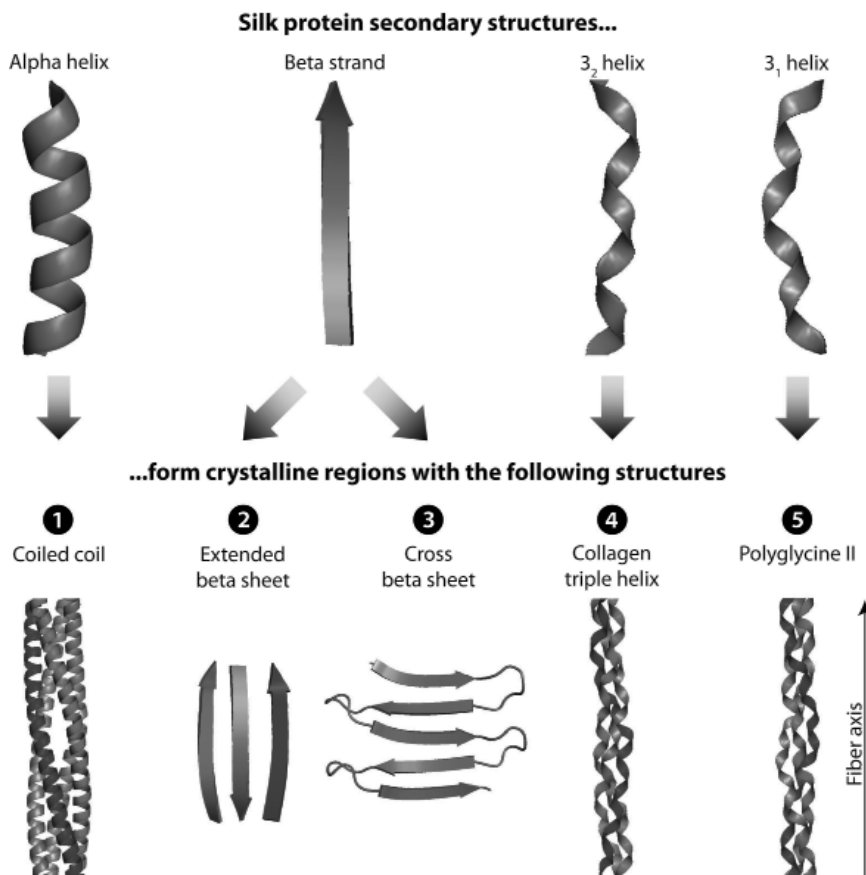 Silk protein secondary structures...
Alpha helix
Beta strand
3₂ helix
3₁ helix
...form crystalline regions with the following structures
1
2
3
4
5
Coiled coil
Extended
beta sheet
Cross
beta sheet
Collagen
triple helix
Polyglycine II
Fiber axis